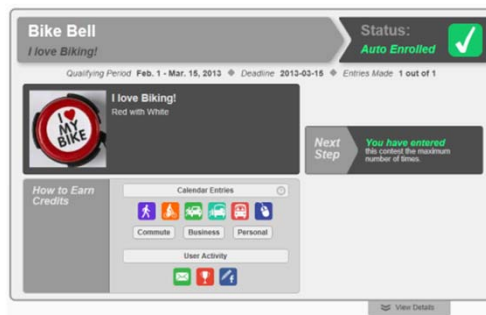 Bike Bell
I love Biking!
Status:
Auto Enrolled
Qualifying Period Feb. 1 - Mar. 15, 2013 Deadline 2013-03-15 Entries Made 1 out of 1
I ♥
MY
BIKE
I love Biking!
Red with White
Next
Step
You have entered
this contest the maximum
number of times.
How to Earn
Credits
Calendar Entries
Commute Business Personal
User Activity
View Details